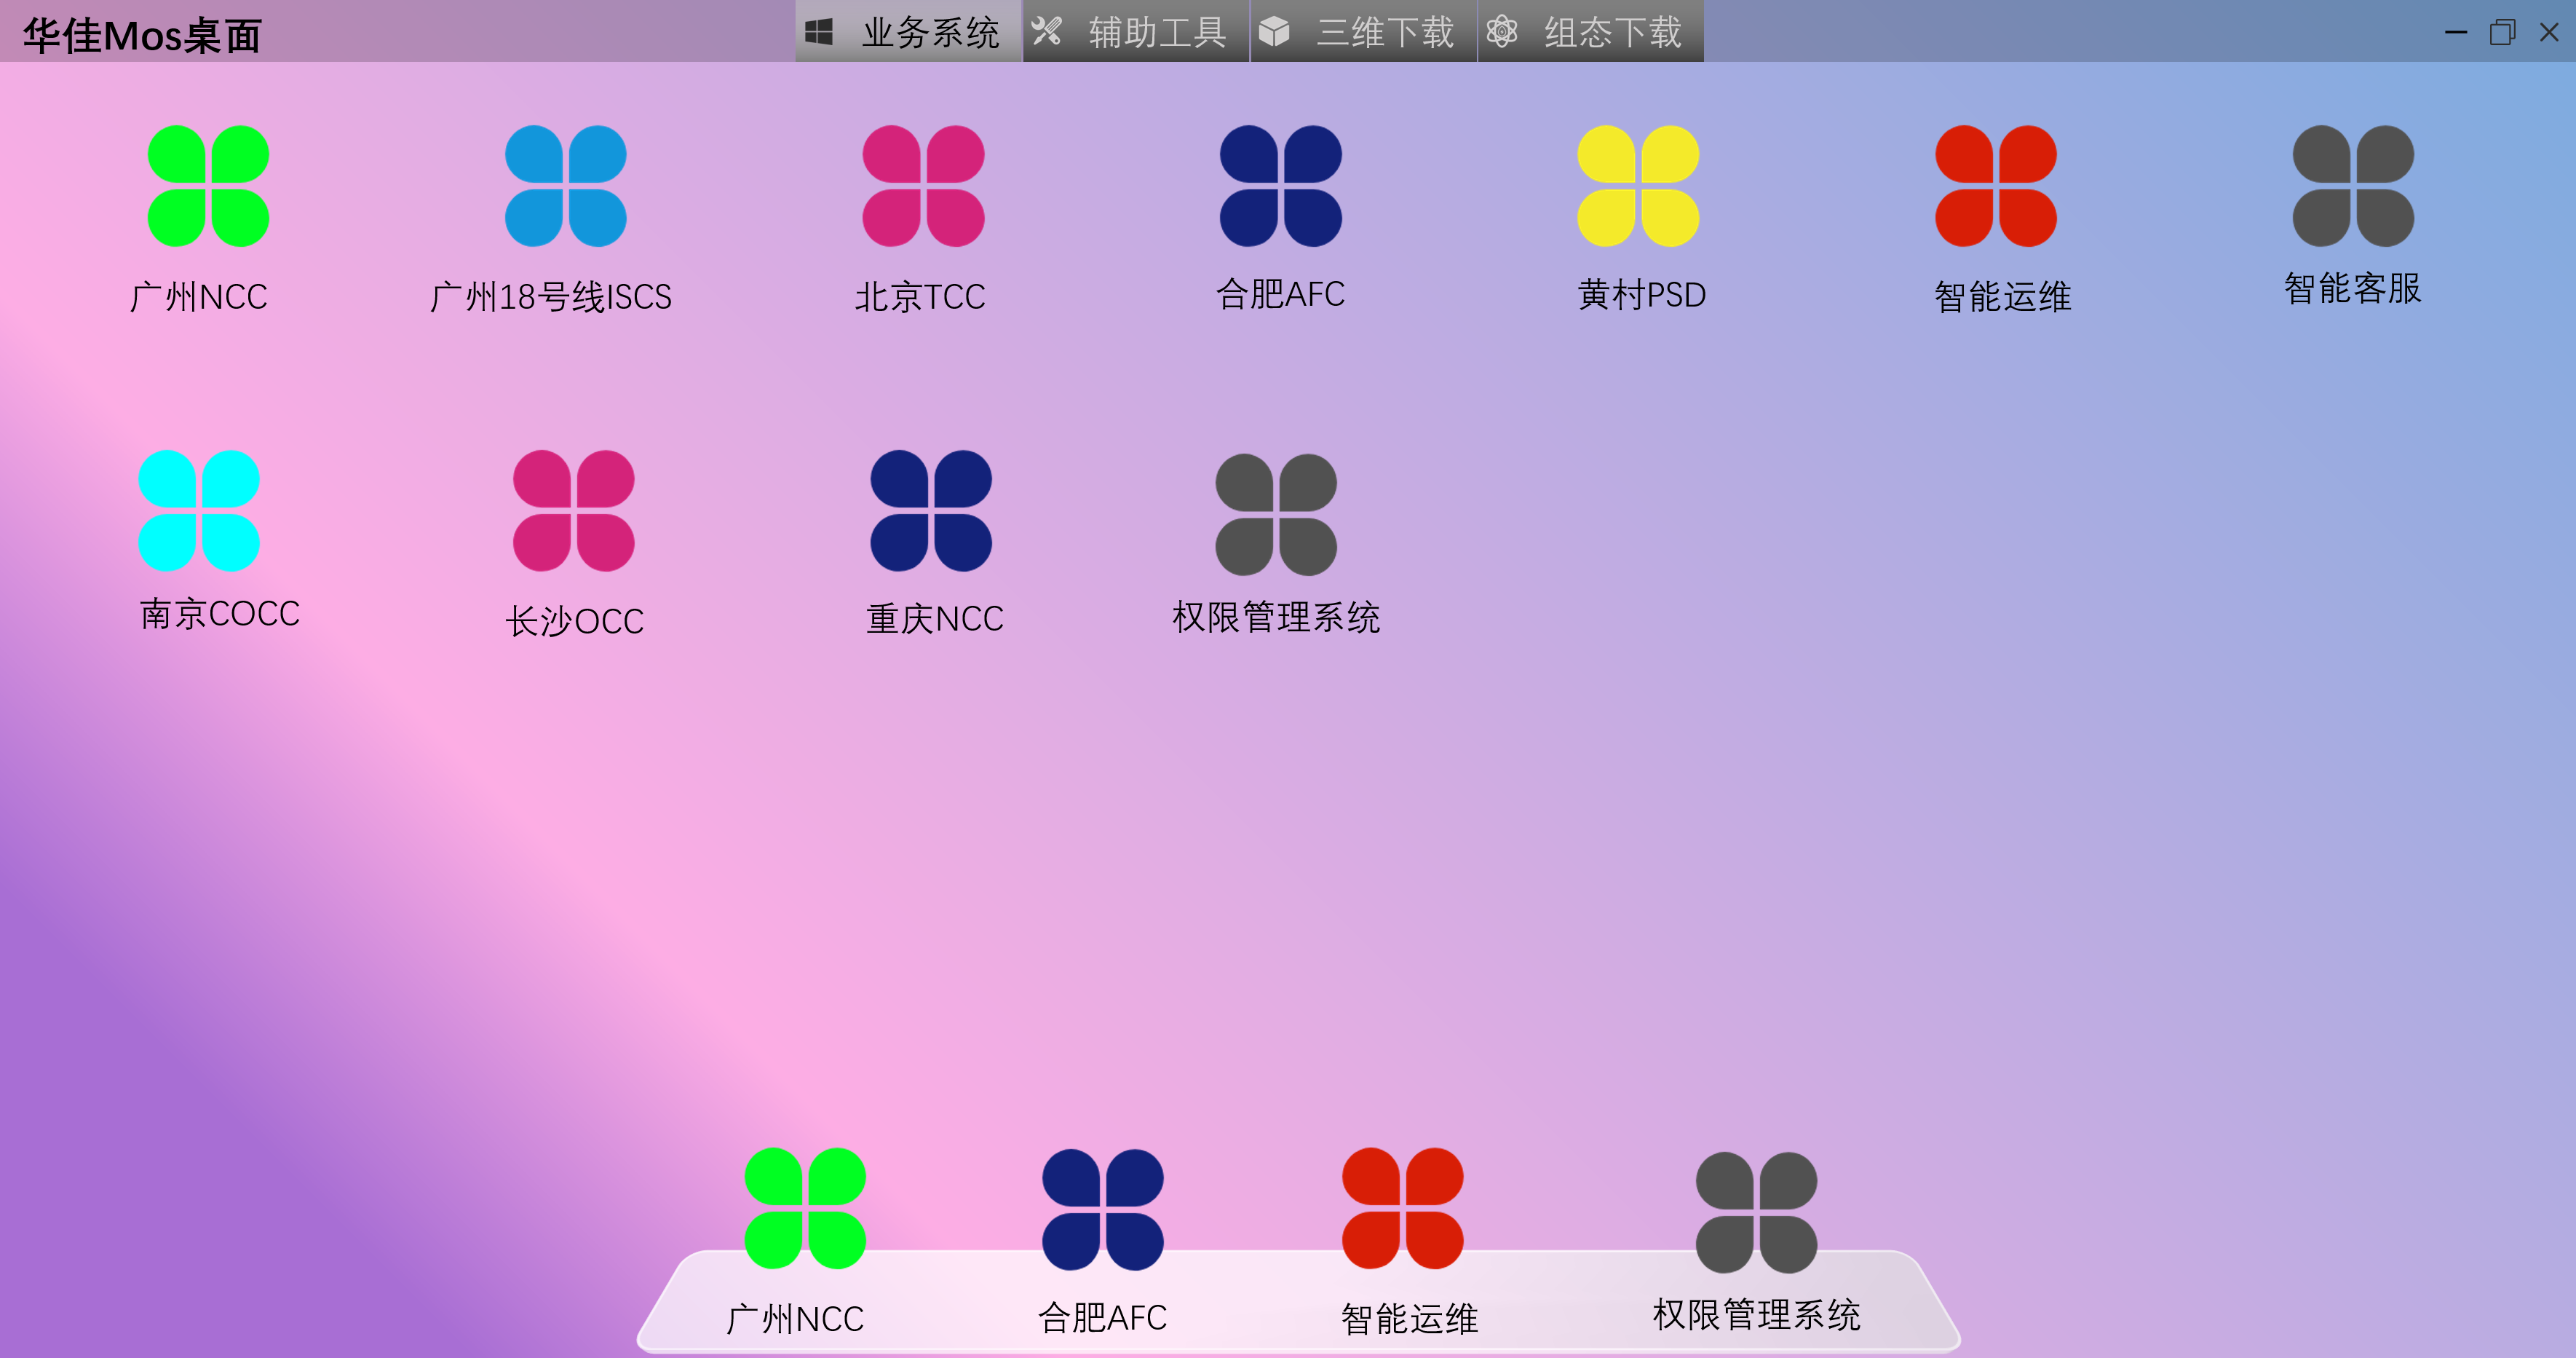 华佳Mos桌面
业务系统
辅助工具
三维下载
组态下载
广州NCC
广州18号线ISCS
北京TCC
合肥AFC
黄村PSD
智能运维
智能客服
南京COCC
长沙OCC
重庆NCC
权限管理系统
广州NCC
合肥AFC
智能运维
权限管理系统